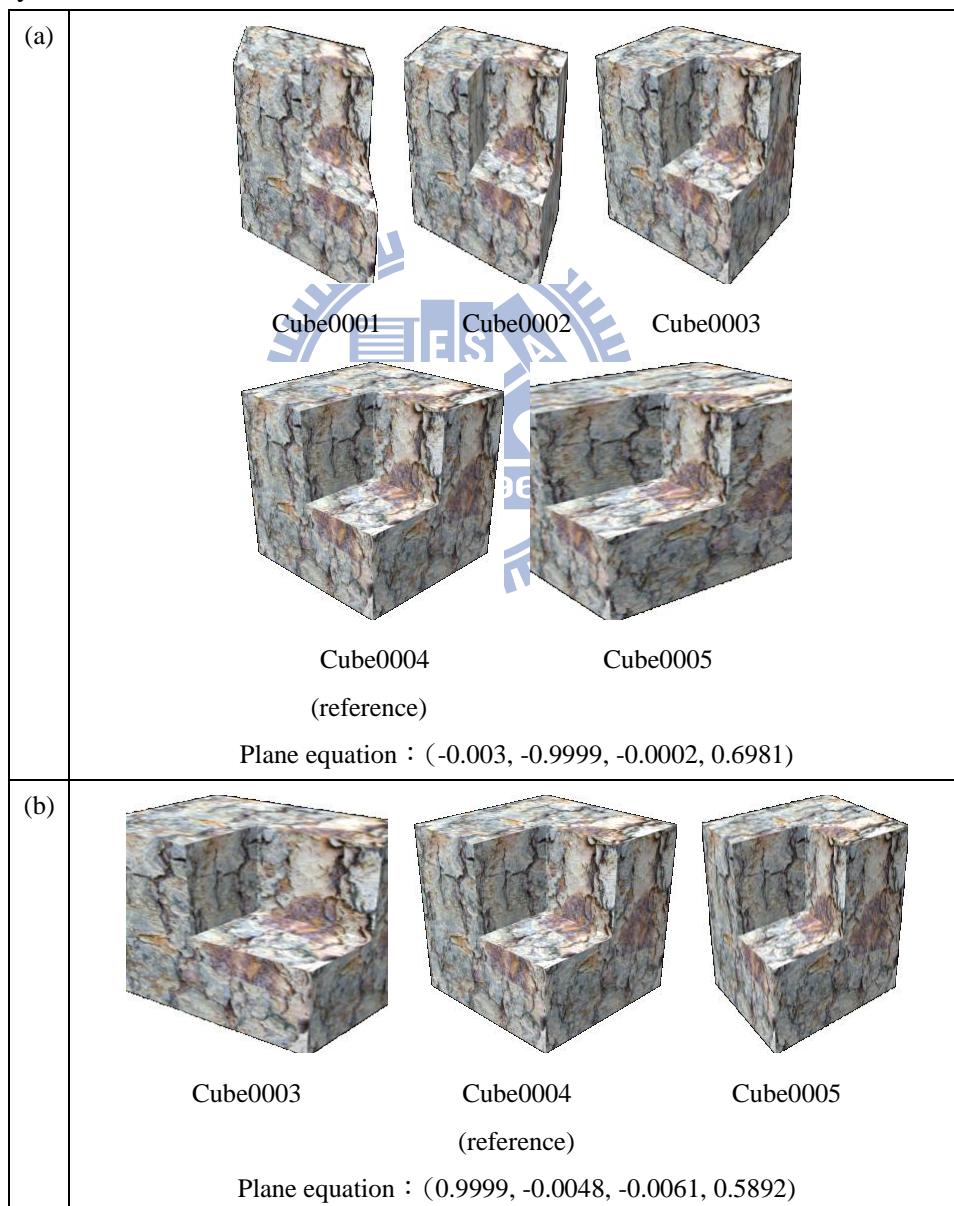 (a)
Cube0001 Cube0002 Cube0003
Cube0004 Cube0005
(reference)
Plane equation：(-0.003, -0.9999, -0.0002, 0.6981)
(b)
Cube0003 Cube0004 Cube0005
(reference)
Plane equation：(0.9999, -0.0048, -0.0061, 0.5892)